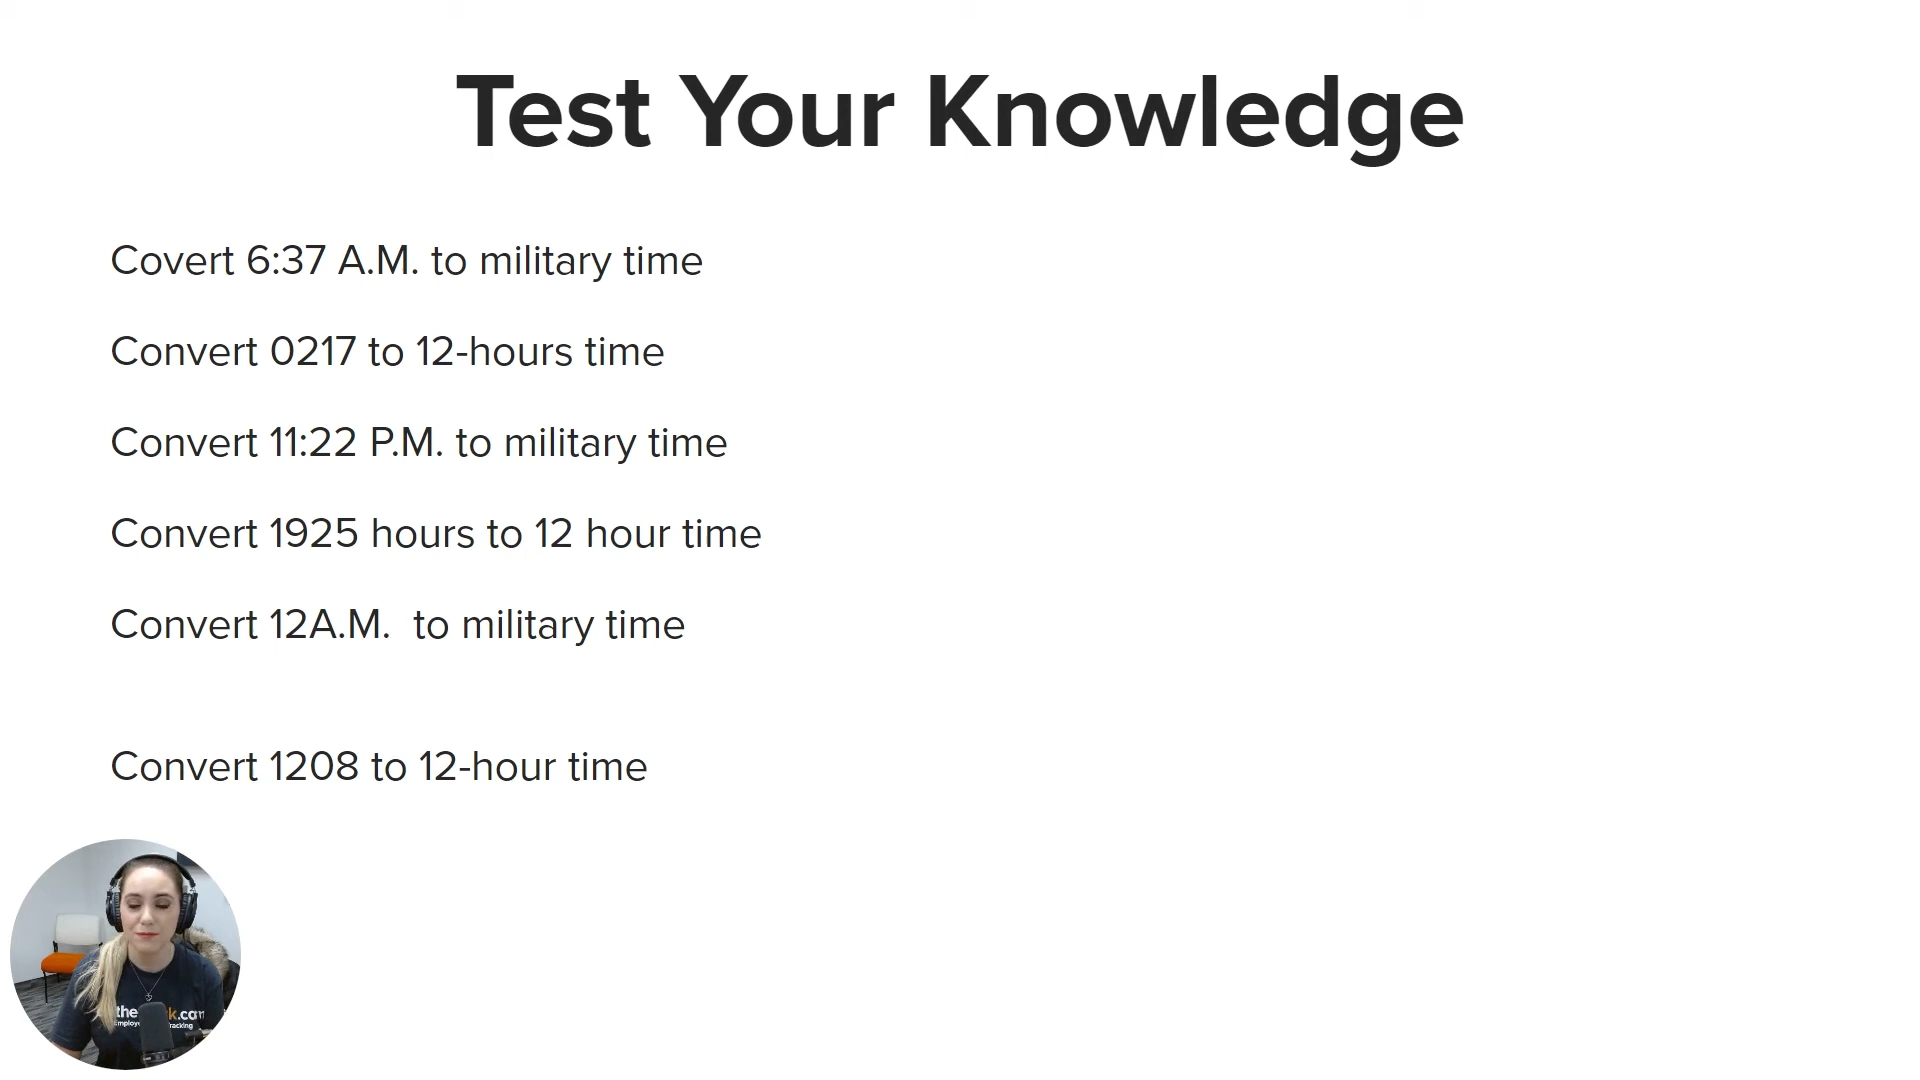 Test Your Knowledge
Covert 6:37 A.M. to military time
Convert 0217 to 12-hours time
Convert 11:22 P.M. to military time
Convert 1925 hours to 12 hour time
Convert 12A.M.  to military time
Convert 1208 to 12-hour time